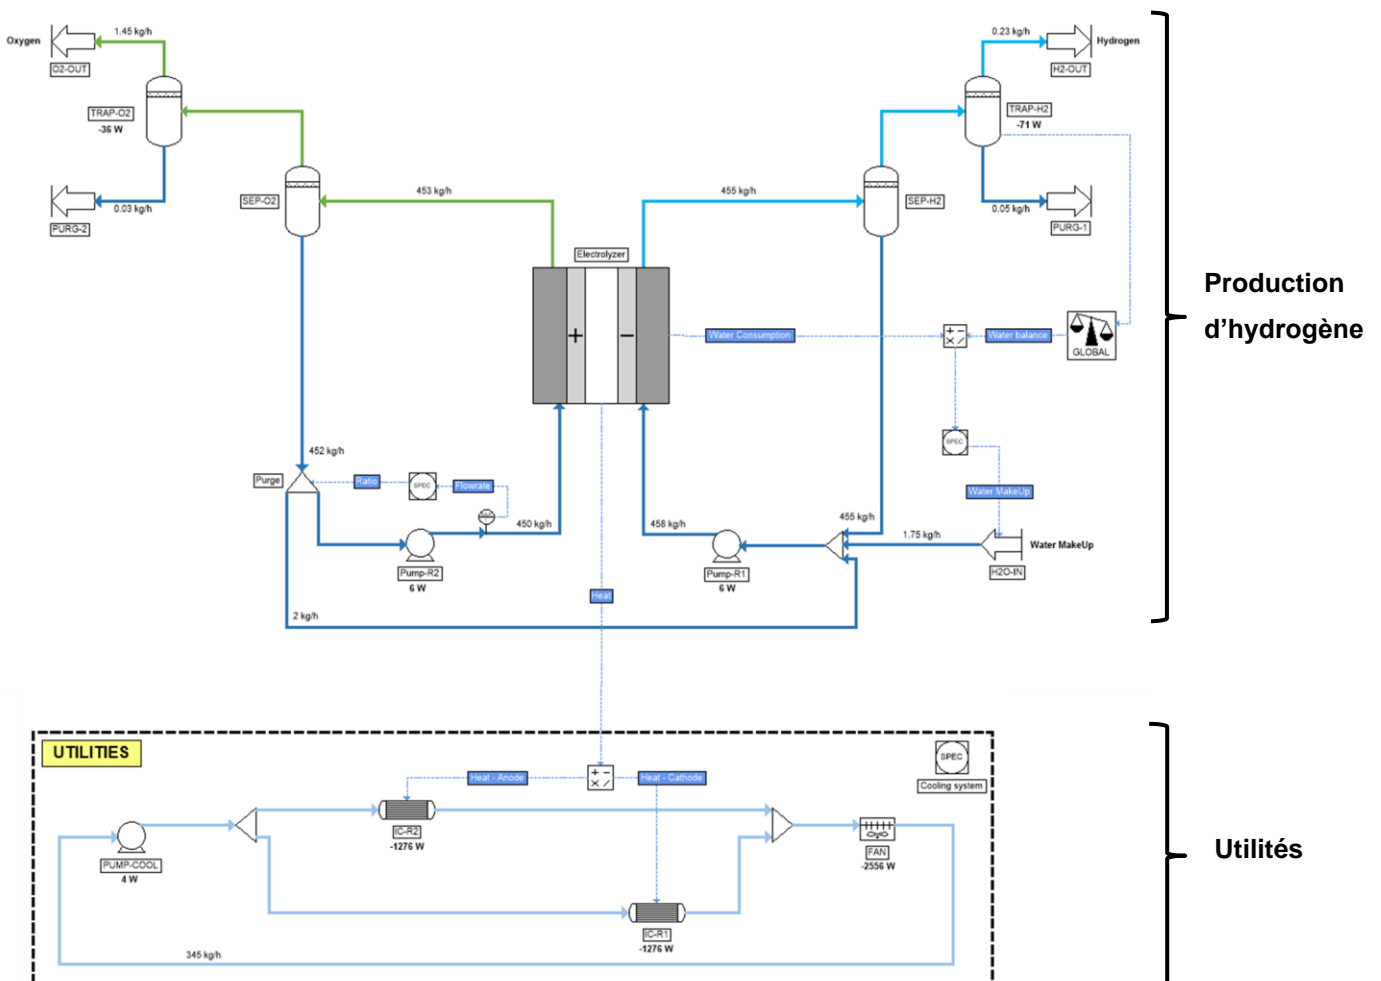 1.45 kg/h
Oxygen
O2-OUT
TRAP-O2
-36 W
0.03 kg/h
PURG-2
SEP-O2
453 kg/h
455 kg/h
0.23 kg/h
Hydrogen
H2-OUT
TRAP-H2
-71 W
SEP-H2
0.05 kg/h
PURG-1
Electrolyzer
+
−
Water Consumption
+ −
× /
Water balance
GLOBAL
Production
d’hydrogène
SPEC
Water MakeUp
452 kg/h
Purge
Ratio
SPEC
Flowrate
450 kg/h
Pump-R2
6 W
458 kg/h
455 kg/h
1.75 kg/h
Water MakeUp
H2O-IN
Pump-R1
6 W
Heat
2 kg/h
UTILITIES
SPEC
Cooling system
Heat - Anode
+ −
× /
Heat - Cathode
IC-R2
-1276 W
PUMP-COOL
4 W
FAN
-2556 W
Utilités
IC-R1
-1276 W
345 kg/h